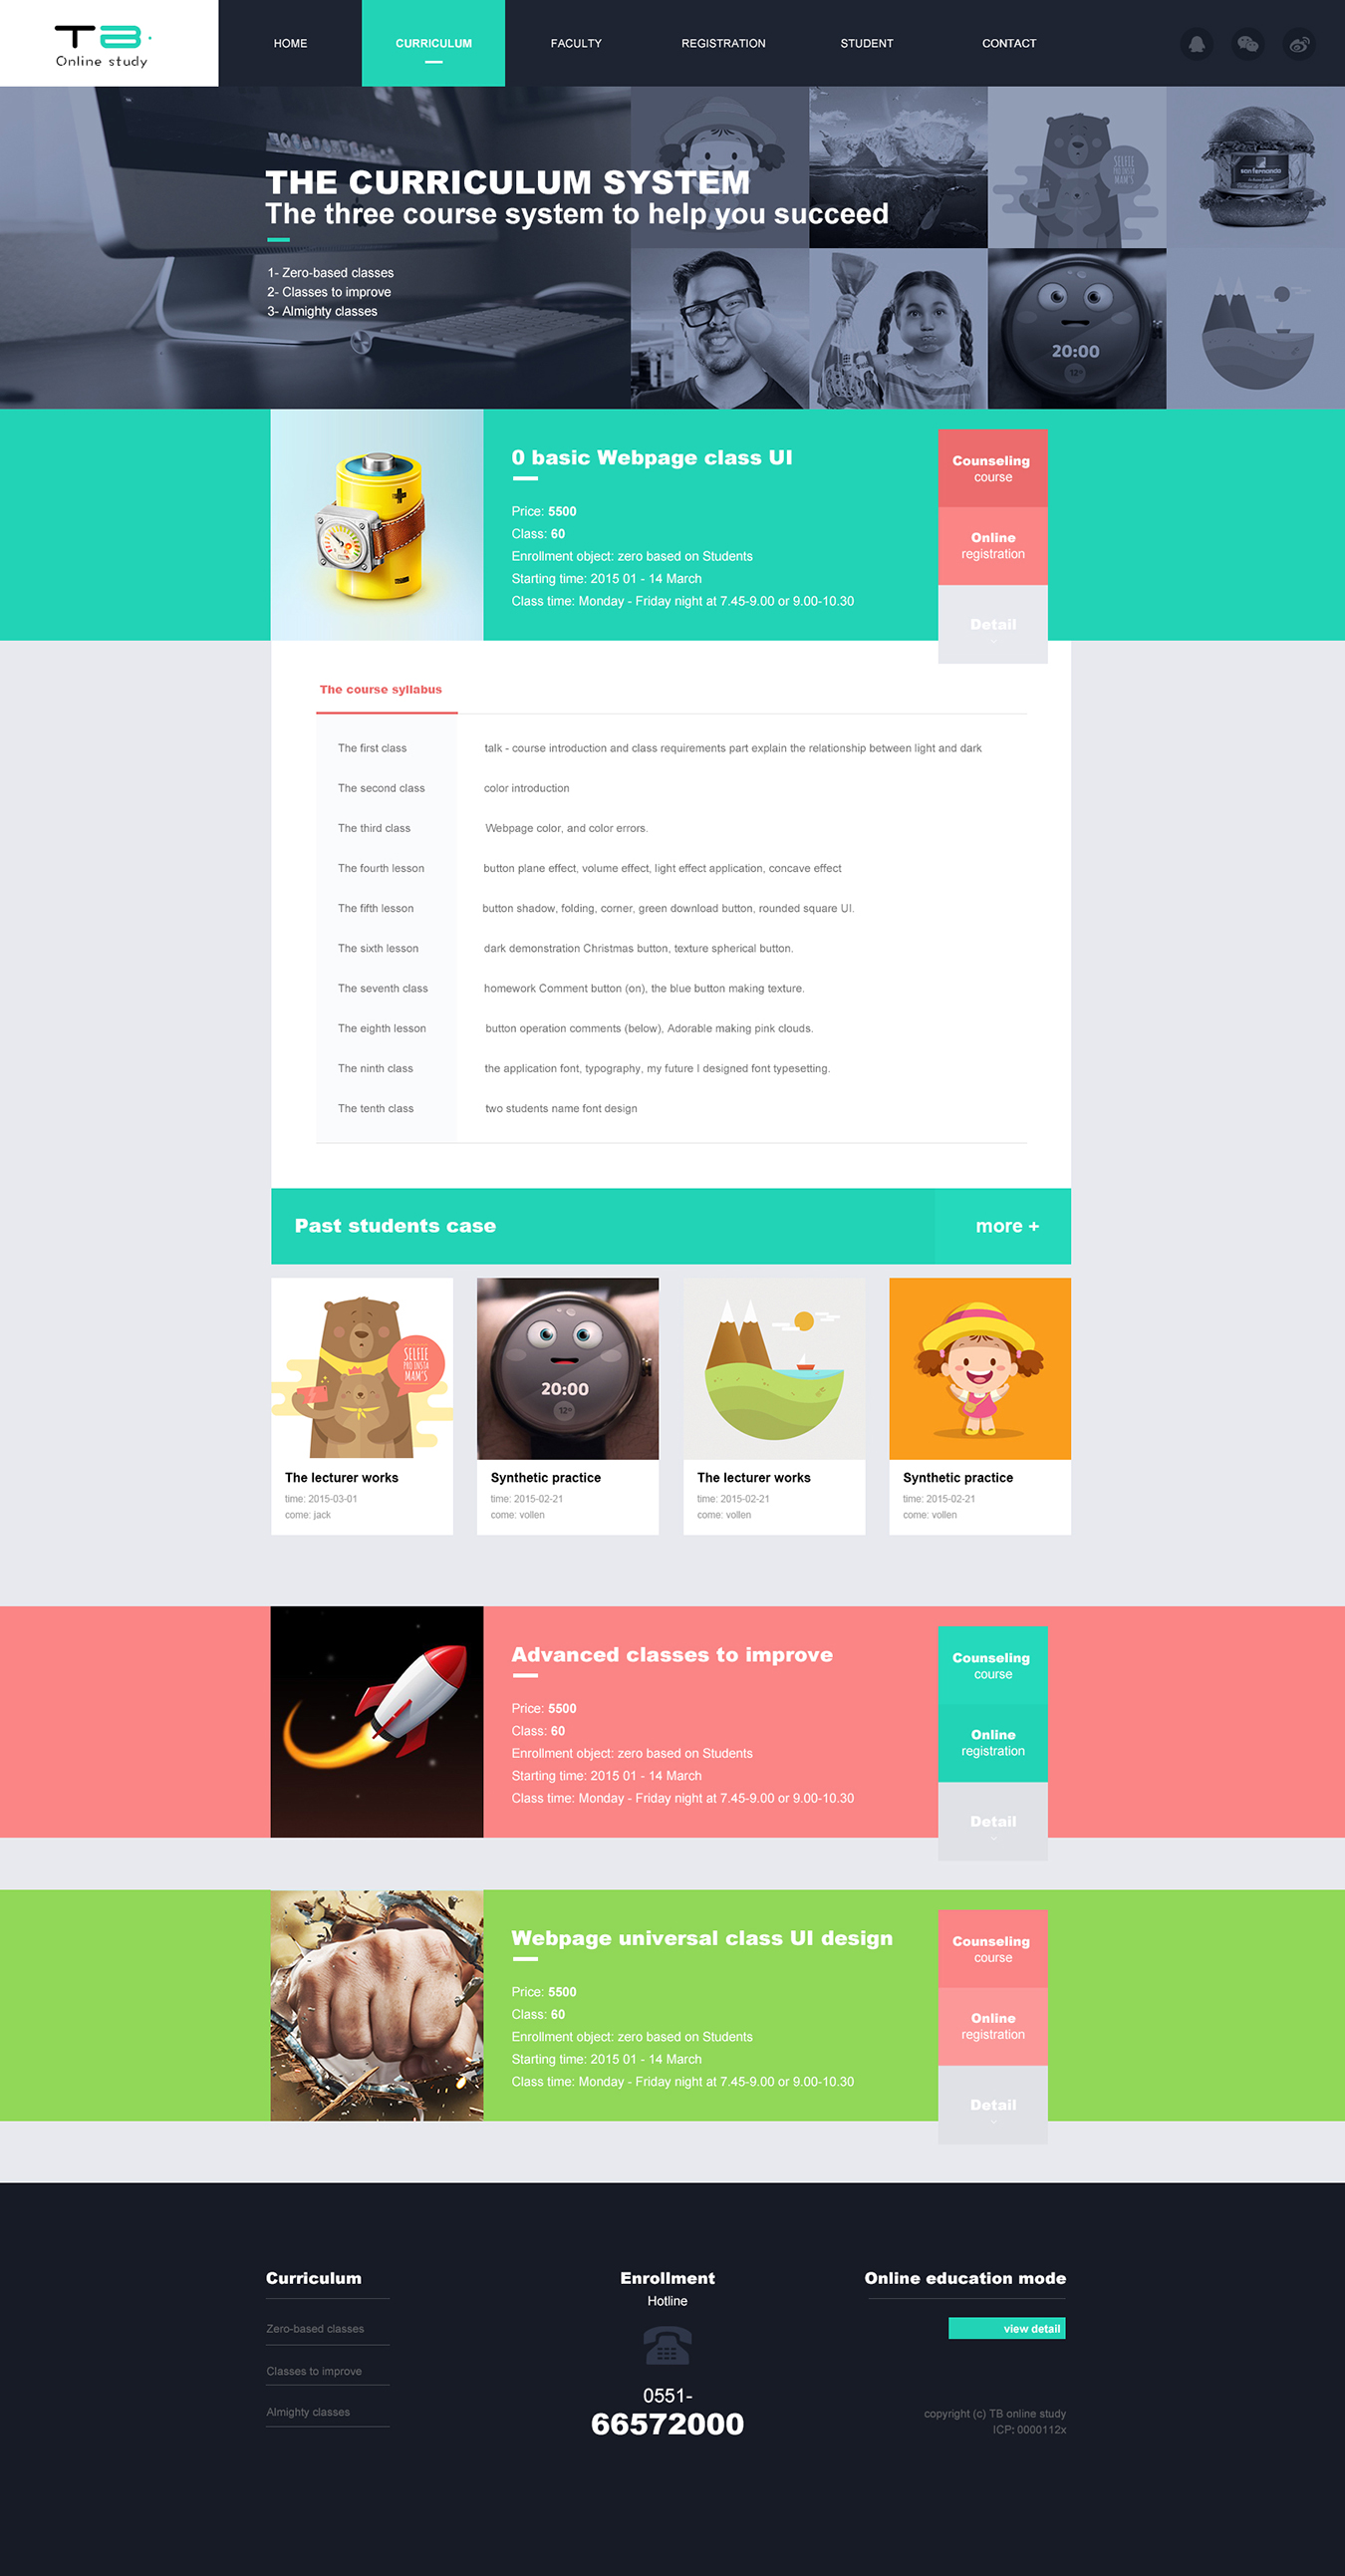 TB
Online study
HOME
CURRICULUM
FACULTY
REGISTRATION
STUDENT
CONTACT
THE CURRICULUM SYSTEM
The three course system to help you succeed
1- Zero-based classes
2- Classes to improve
3- Almighty classes
SELFIE
PRO INSTA
MAM'S
san fernando
20:00
12°
0 basic Webpage class UI
Price: 5500
Class: 60
Enrollment object: zero based on Students
Starting time: 2015 01 - 14 March
Class time: Monday - Friday night at 7.45-9.00 or 9.00-10.30
Counseling
course
Online
registration
Detail
The course syllabus
The first class talk - course introduction and class requirements part explain the relationship between light and dark
The second class color introduction
The third class Webpage color, and color errors.
The fourth lesson button plane effect, volume effect, light effect application, concave effect
The fifth lesson button shadow, folding, corner, green download button, rounded square UI.
The sixth lesson dark demonstration Christmas button, texture spherical button.
The seventh class homework Comment button (on), the blue button making texture.
The eighth lesson button operation comments (below), Adorable making pink clouds.
The ninth class the application font, typography, my future I designed font typesetting.
The tenth class two students name font design
Past students case
more +
SELFIE
PRO INSTA
MAM'S
20:00
12°
The lecturer works
time: 2015-03-01
come: jack
Synthetic practice
time: 2015-02-21
come: vollen
The lecturer works
time: 2015-02-21
come: vollen
Synthetic practice
time: 2015-02-21
come: vollen
Advanced classes to improve
Price: 5500
Class: 60
Enrollment object: zero based on Students
Starting time: 2015 01 - 14 March
Class time: Monday - Friday night at 7.45-9.00 or 9.00-10.30
Counseling
course
Online
registration
Detail
Webpage universal class UI design
Price: 5500
Class: 60
Enrollment object: zero based on Students
Starting time: 2015 01 - 14 March
Class time: Monday - Friday night at 7.45-9.00 or 9.00-10.30
Counseling
course
Online
registration
Detail
Curriculum
Zero-based classes
Classes to improve
Almighty classes
Enrollment
Hotline
0551-
66572000
Online education mode
view detail
copyright (c) TB online study
ICP: 0000112x